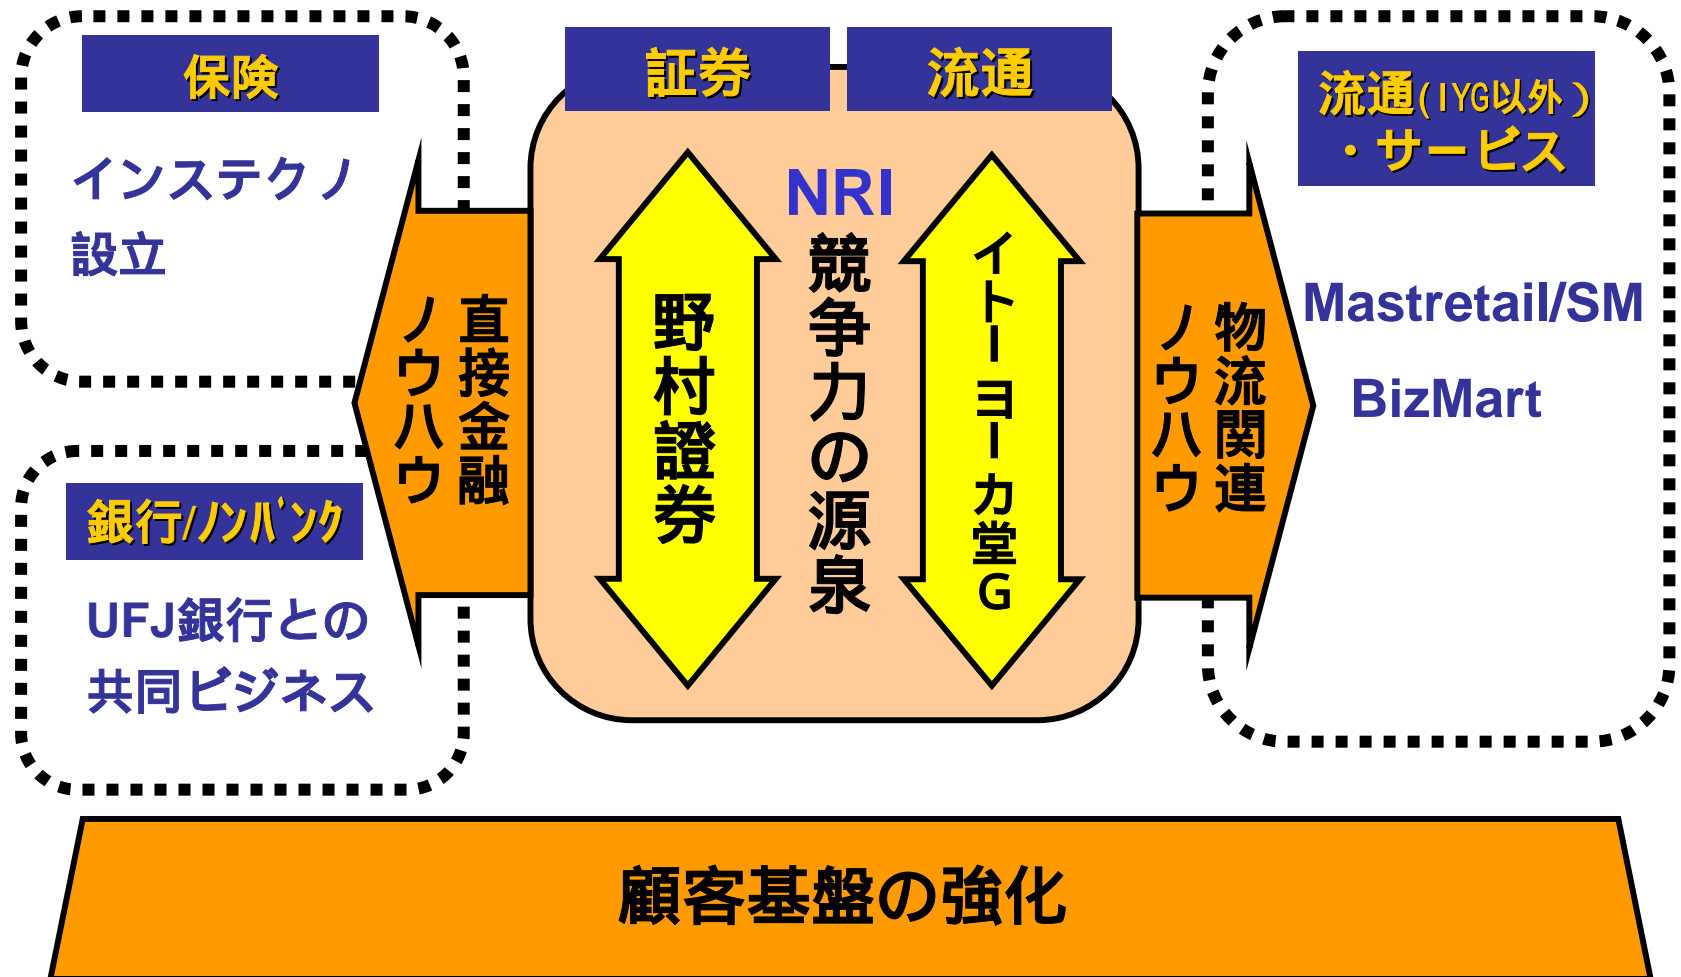 保険
インステクノ
設立
銀行/ﾉﾝﾊﾞﾝｸ
UFJ銀行との
共同ビジネス
直接金融
ノウハウ
証券
流通
NRI
競争力の源泉
野村證券
イトーヨーカ堂G
物流関連
ノウハウ
流通(IYG以外)
・サービス
Mastretail/SM
BizMart
顧客基盤の強化